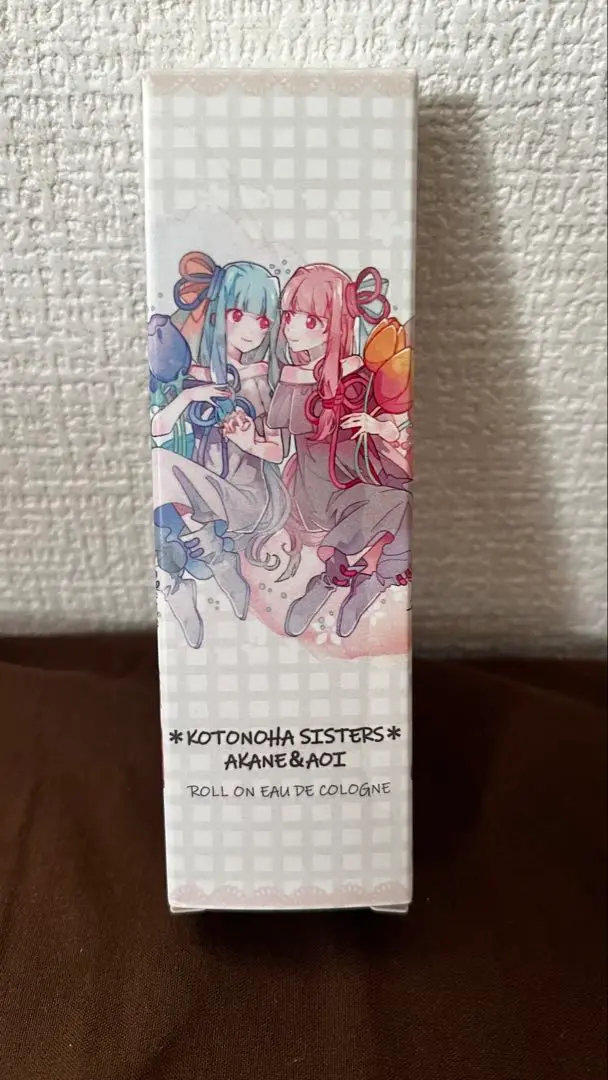 *KOTONOHA SISTERS*
AKANE&AOI
ROLL ON EAU DE COLOGNE